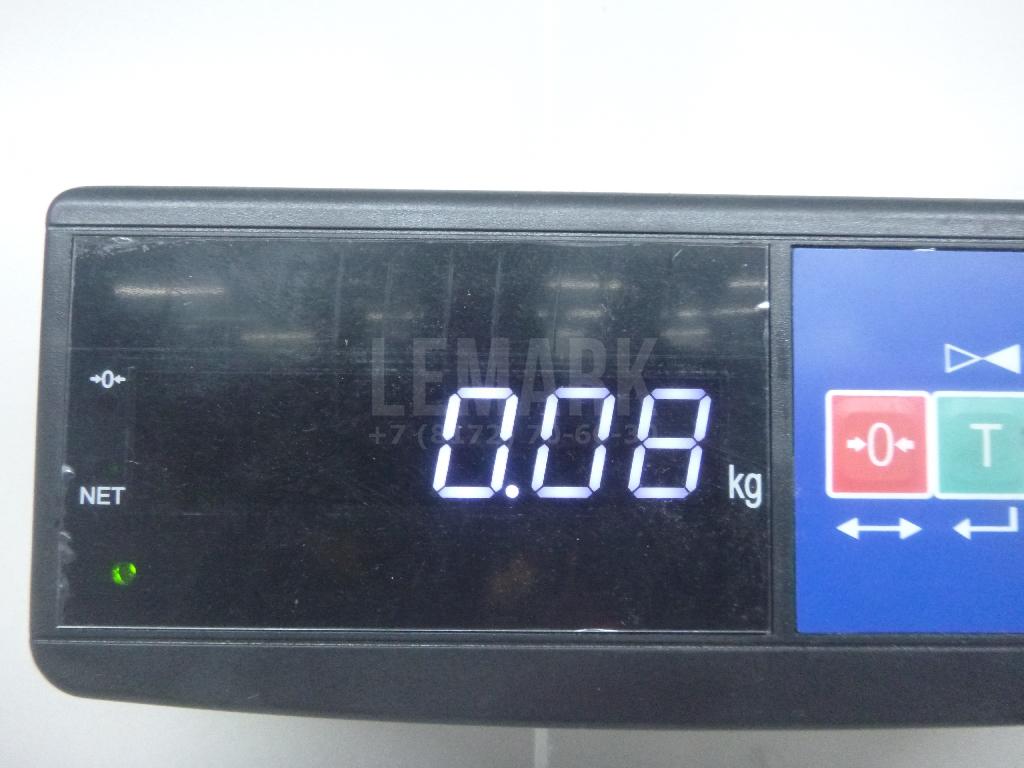 LEMARK
→0←
0.08 kg
NET
→0←
T